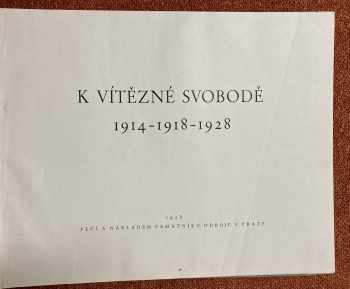 K VÍTĚZNÉ SVOBODĚ
1914-1918-1928
1928
PÉČÍ A NÁKLADEM PAMÁTNÍKU ODBOJE V PRAZE